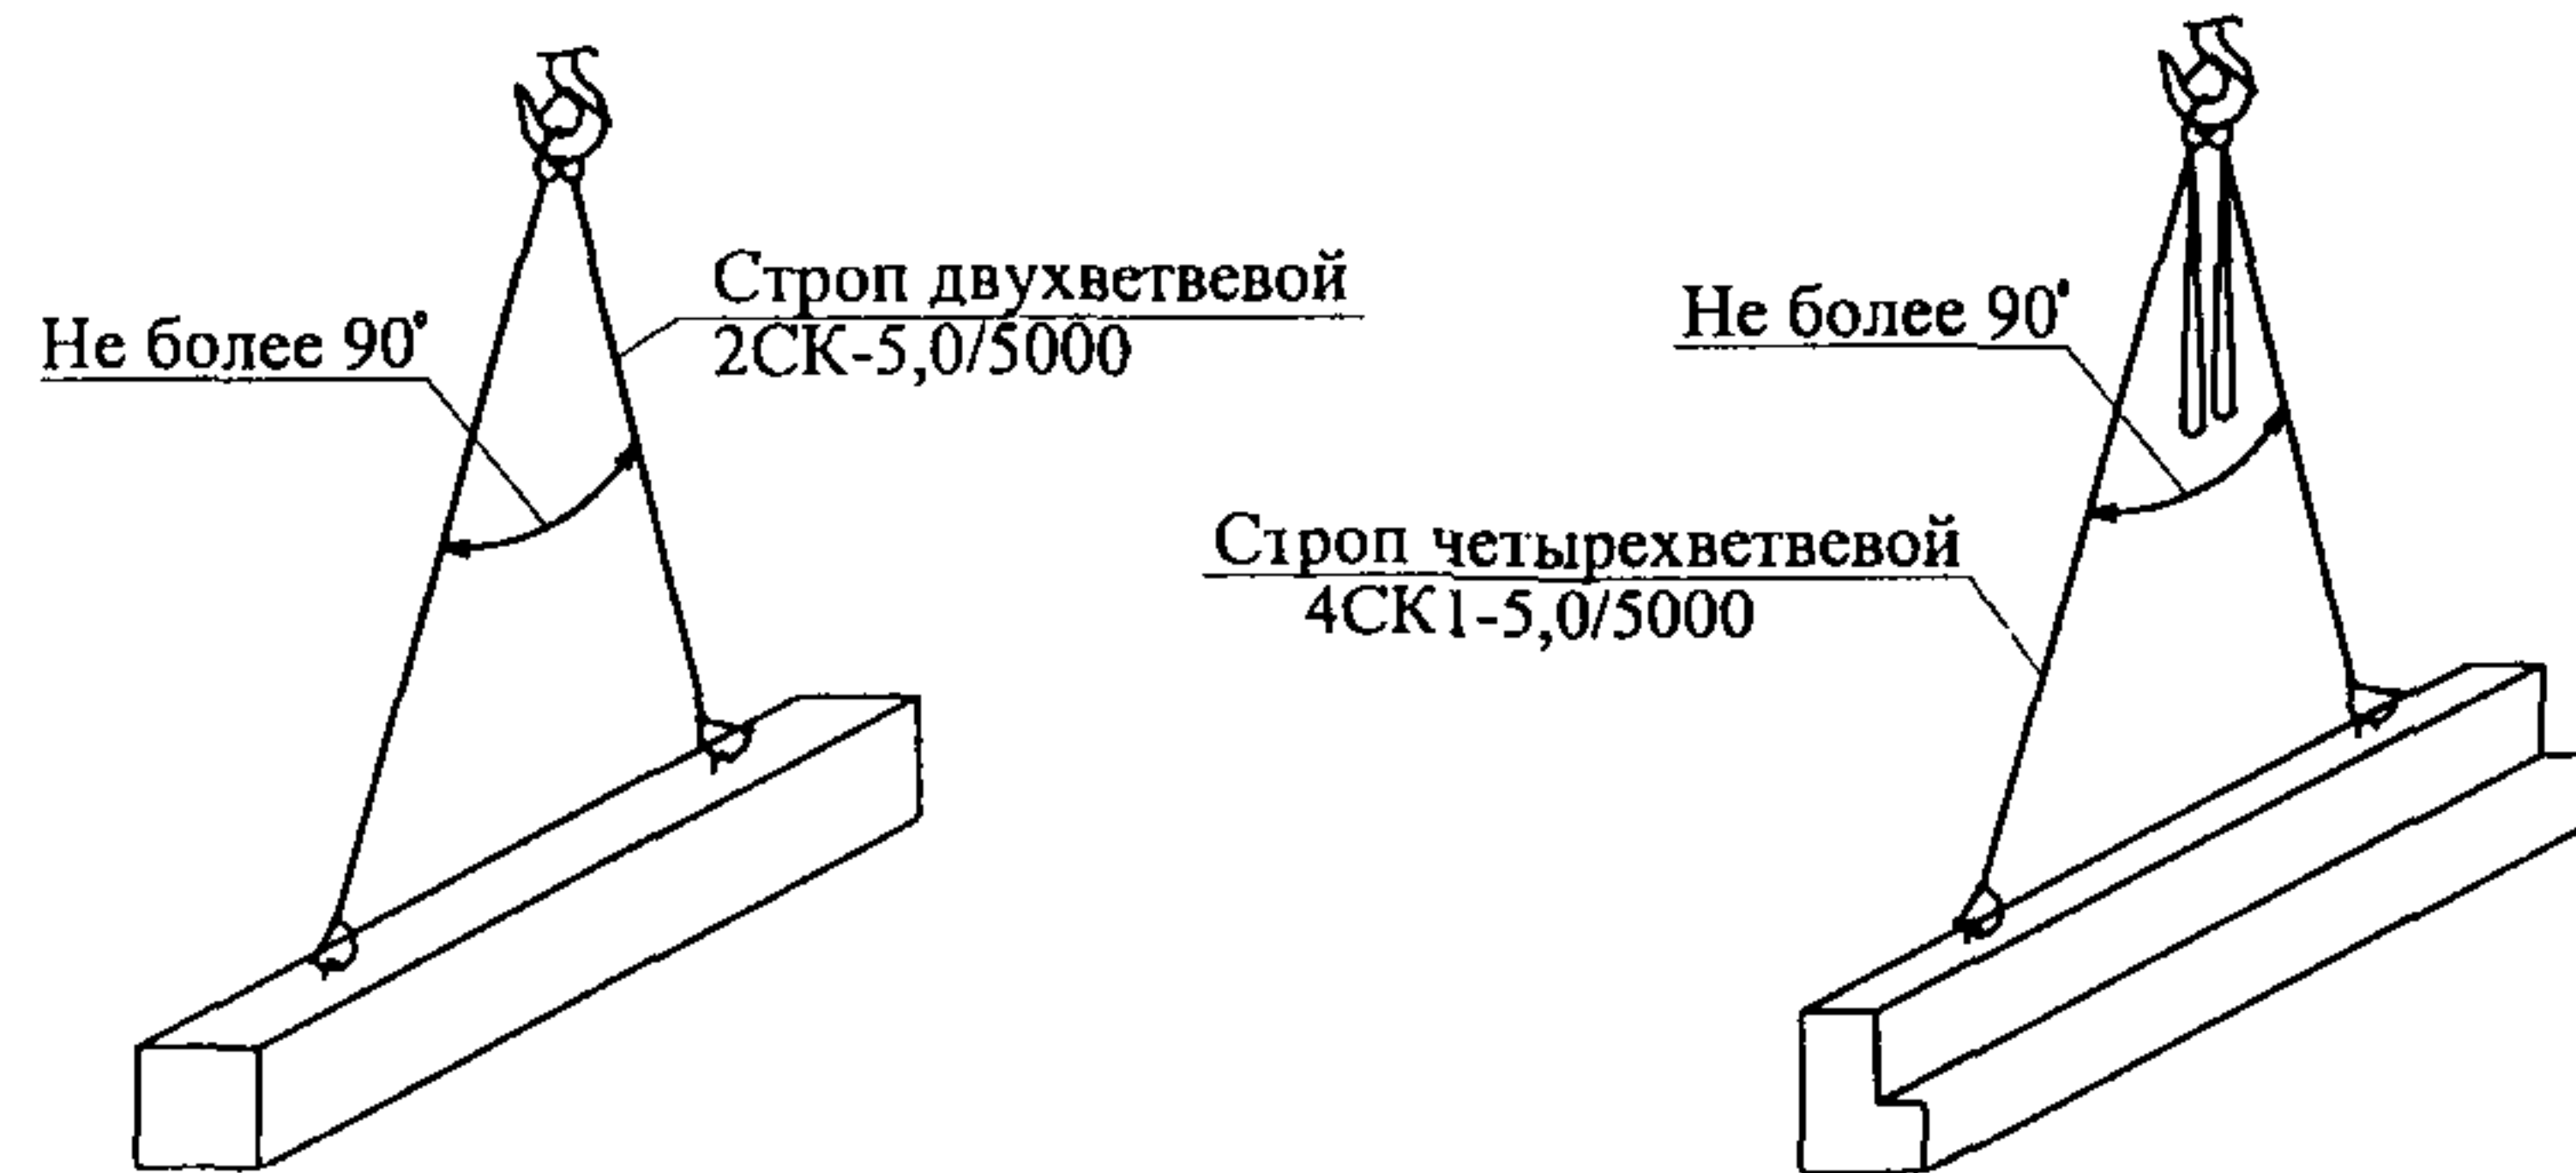 Не более 90°
Строп двухветвевой
2СК-5,0/5000
Не более 90°
Строп четырехветвевой
4СК1-5,0/5000